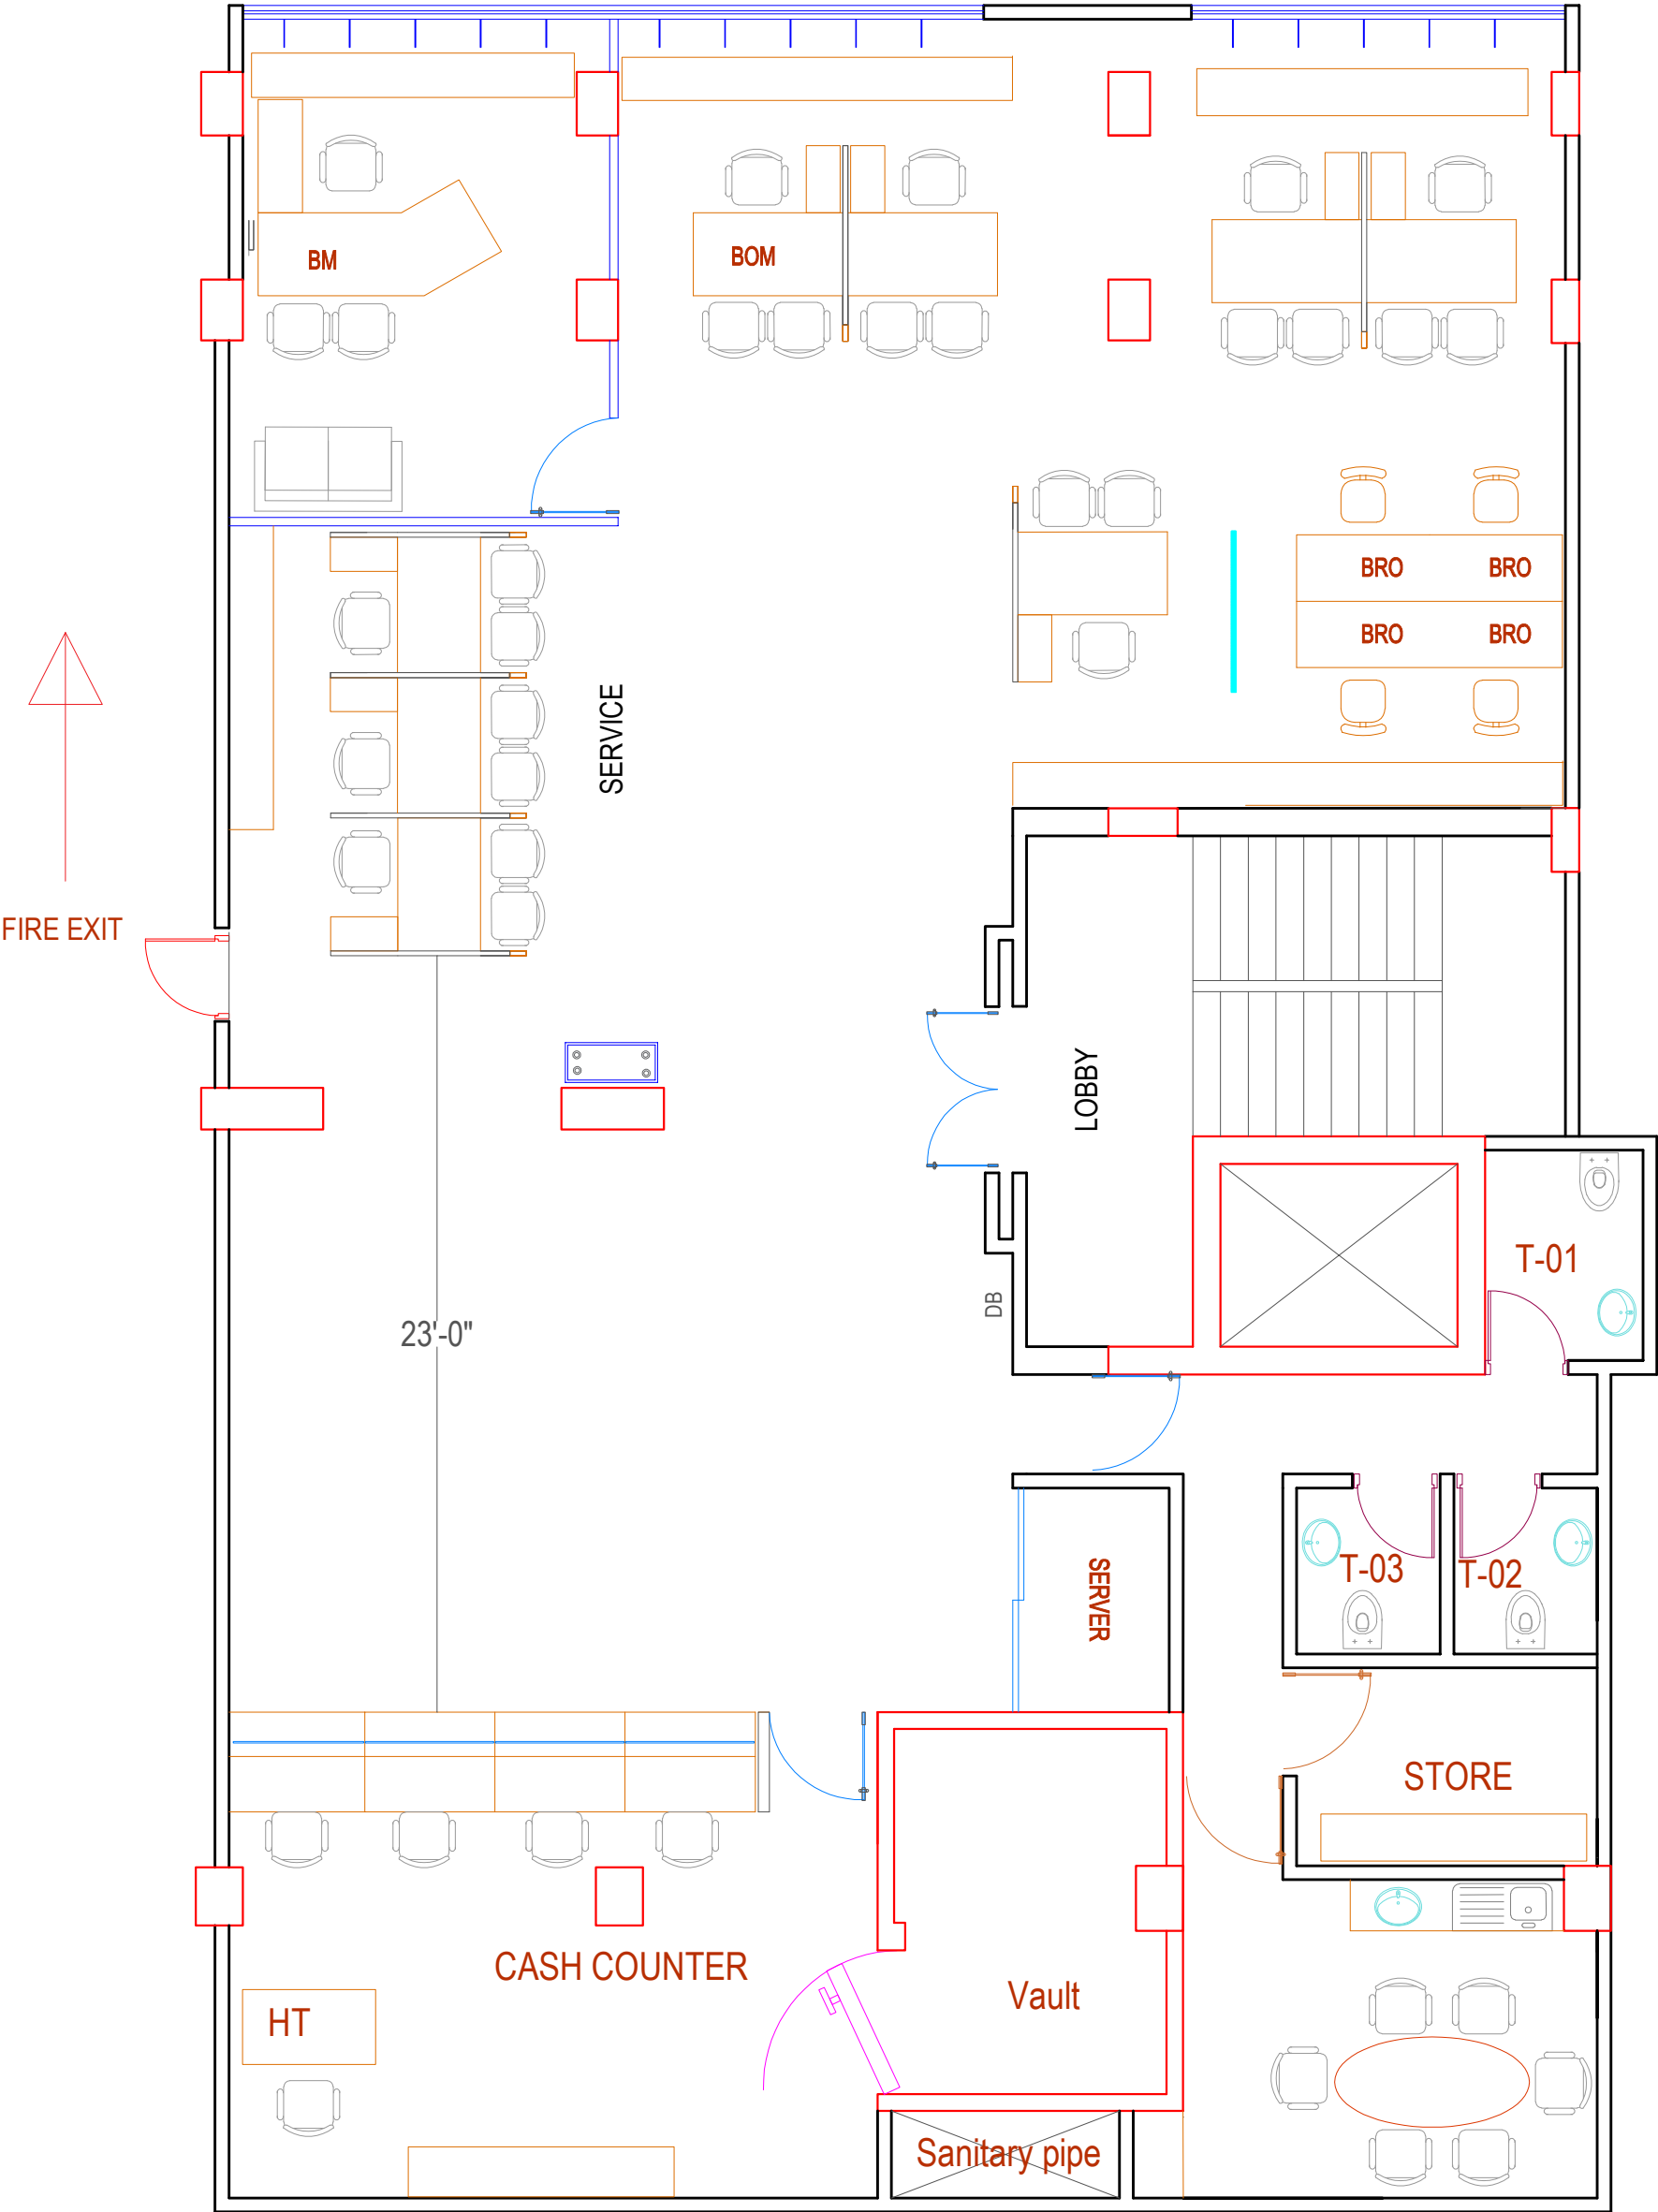 BM
BOM
BRO
BRO
BRO
BRO
SERVICE
FIRE EXIT
LOBBY
T-01
DB
23'-0"
T-03
T-02
SERVER
STORE
CASH COUNTER
Vault
HT
Sanitary pipe